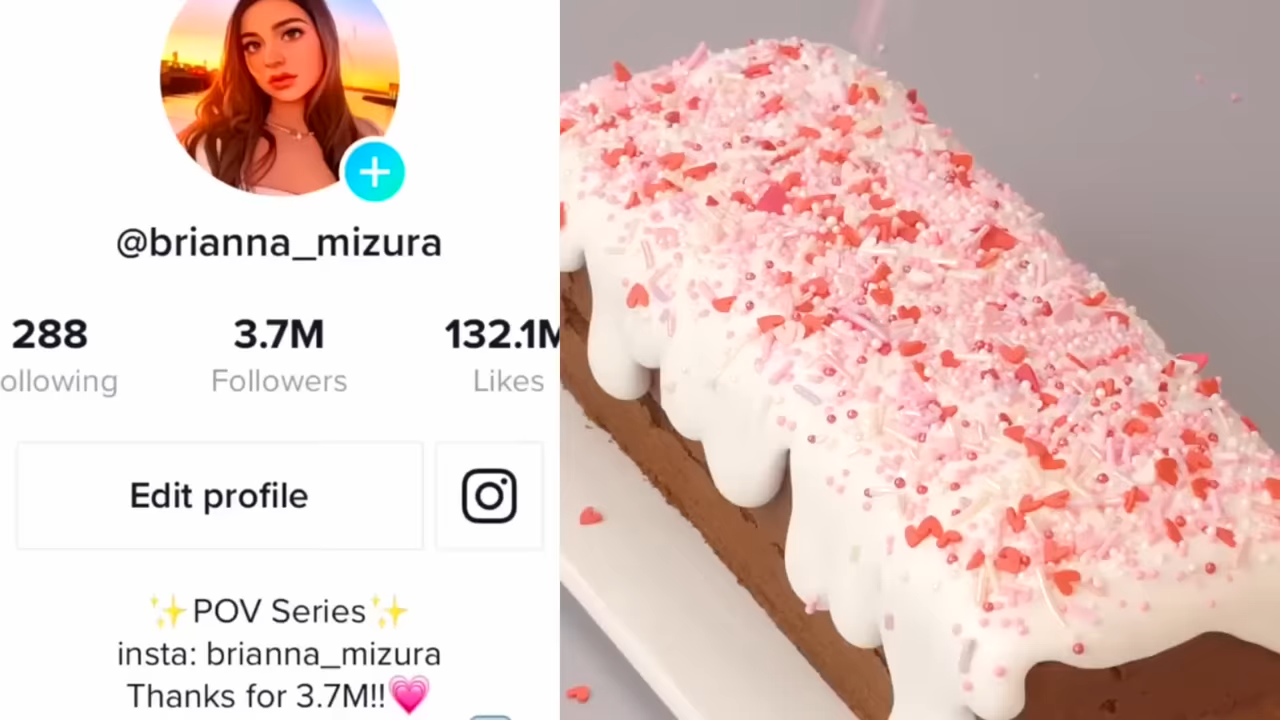 @brianna_mizura
288
3.7M
132.1M
ollowing
Followers
Likes
Edit profile
✨POV Series✨
insta: brianna_mizura
Thanks for 3.7M!!💗